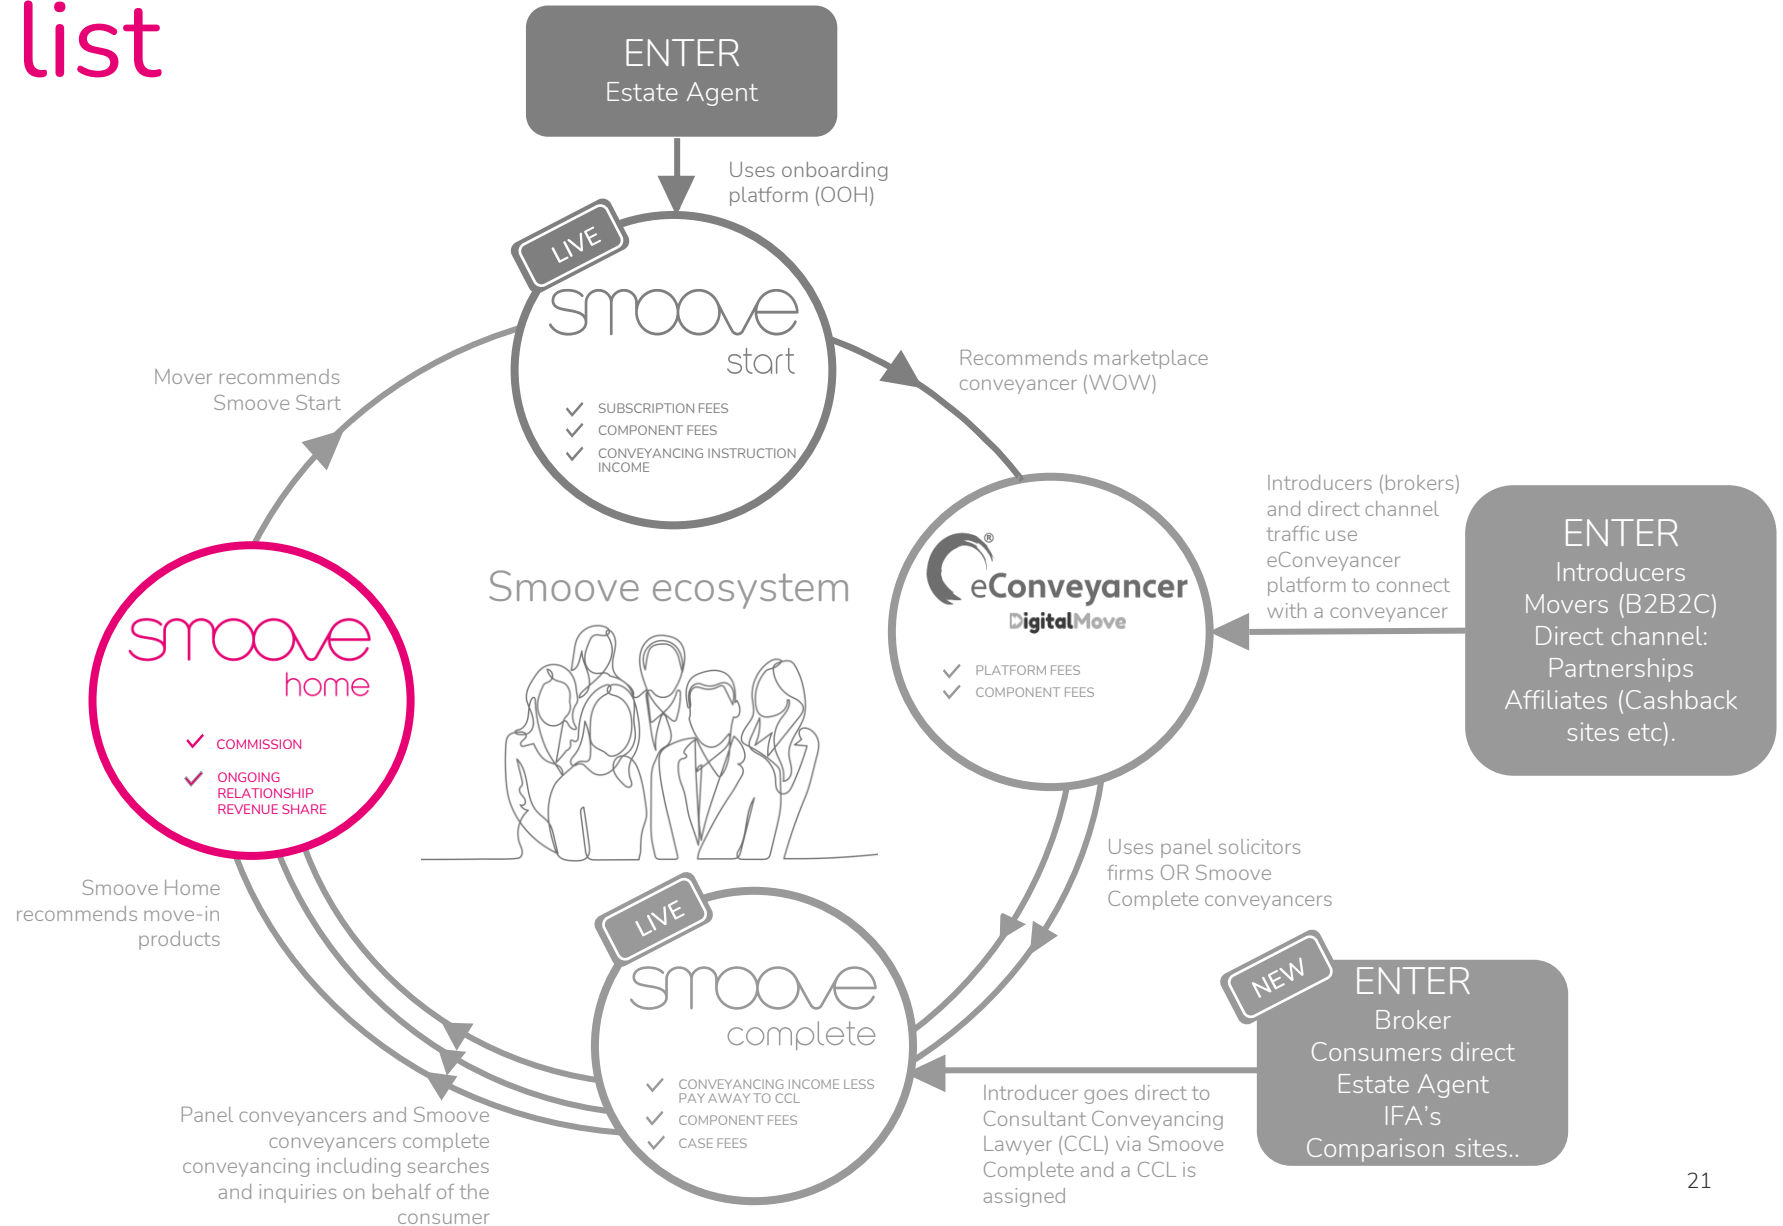 list
ENTER
Estate Agent
Uses onboarding
platform (OOH)
LIVE
smoove
start
SUBSCRIPTION FEES
COMPONENT FEES
CONVEYANCING INSTRUCTION
INCOME
Mover recommends
Smoove Start
Recommends marketplace
conveyancer (WOW)
Introducers (brokers)
and direct channel
traffic use
eConveyancer
platform to connect
with a conveyancer
ENTER
Introducers
Movers (B2B2C)
Direct channel:
Partnerships
Affiliates (Cashback
sites etc).
eConveyancer®
DigitalMove
PLATFORM FEES
COMPONENT FEES
Smoove ecosystem
smoove
home
COMMISSION
ONGOING
RELATIONSHIP
REVENUE SHARE
Uses panel solicitors
firms OR Smoove
Complete conveyancers
Smoove Home
recommends move-in
products
LIVE
smoove
complete
CONVEYANCING INCOME LESS
PAY AWAY TO CCL
COMPONENT FEES
CASE FEES
NEW
ENTER
Broker
Consumers direct
Estate Agent
IFA's
Comparison sites..
Introducer goes direct to
Consultant Conveyancing
Lawyer (CCL) via Smoove
Complete and a CCL is
assigned
Panel conveyancers and Smoove
conveyancers complete
conveyancing including searches
and inquiries on behalf of the
consumer
21